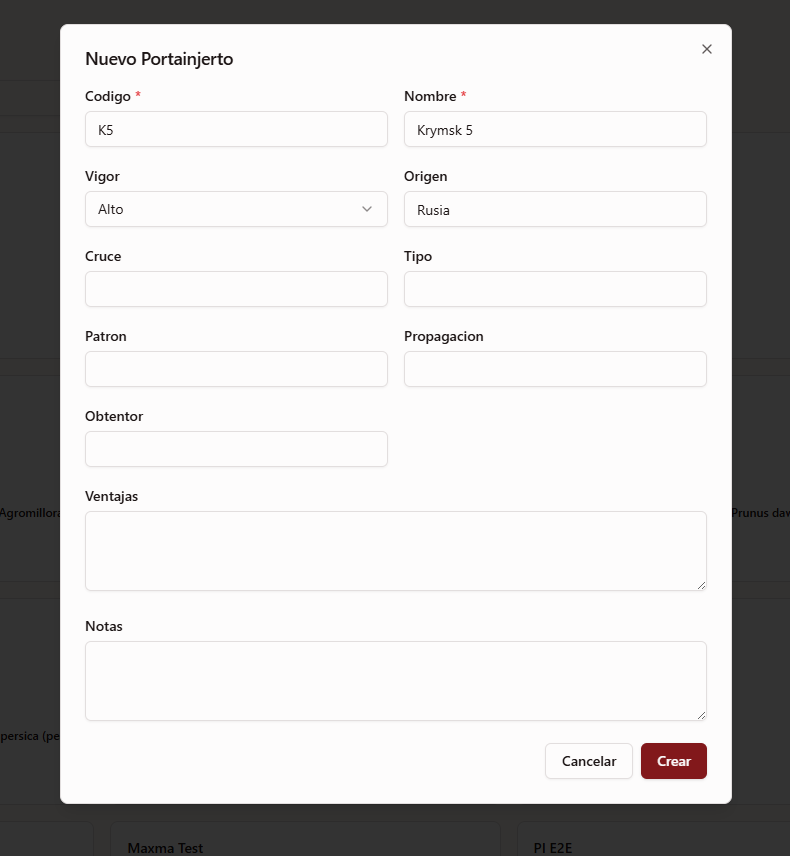 Nuevo Portainjerto
Codigo *
Nombre *
K5
Krymsk 5
Vigor
Origen
Alto
Rusia
Cruce
Tipo
Patron
Propagacion
Obtentor
Agromillora
Ventajas
Prunus dav
Notas
persica (pe
Cancelar
Crear
Maxma Test
PI E2E